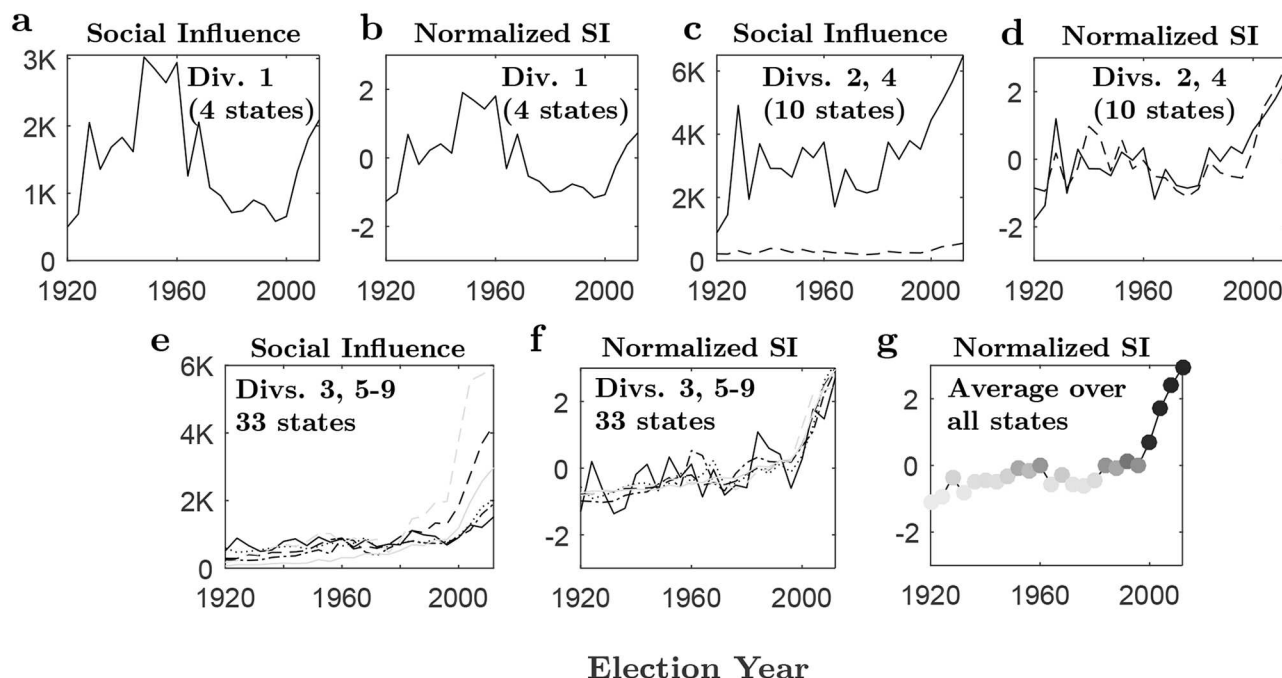 a
Social Influence
Div. 1
(4 states)
3K
2K
1K
0
1920
1960
2000
b
Normalized SI
Div. 1
(4 states)
2
0
-2
1920
1960
2000
c
Social Influence
Divs. 2, 4
(10 states)
6K
4K
2K
0
1920
1960
2000
d
Normalized SI
Divs. 2, 4
(10 states)
2
0
-2
1920
1960
2000
e
Social Influence
Divs. 3, 5-9
33 states
6K
4K
2K
0
1920
1960
2000
f
Normalized SI
Divs. 3, 5-9
33 states
2
0
-2
1920
1960
2000
g
Normalized SI
Average over
all states
2
0
-2
1920
1960
2000
Election Year